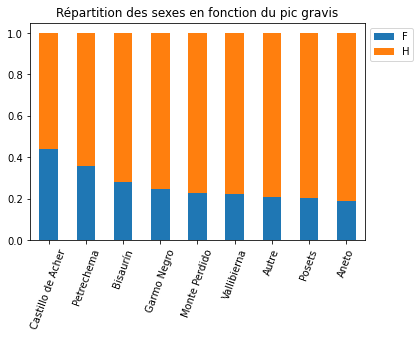 Répartition des sexes en fonction du pic gravis
F
H
1.0
0.8
0.6
0.4
0.2
0.0
Castillo de Acher
Petrechema
Bisaurín
Garmo Negro
Monte Perdido
Vallibierna
Autre
Posets
Aneto